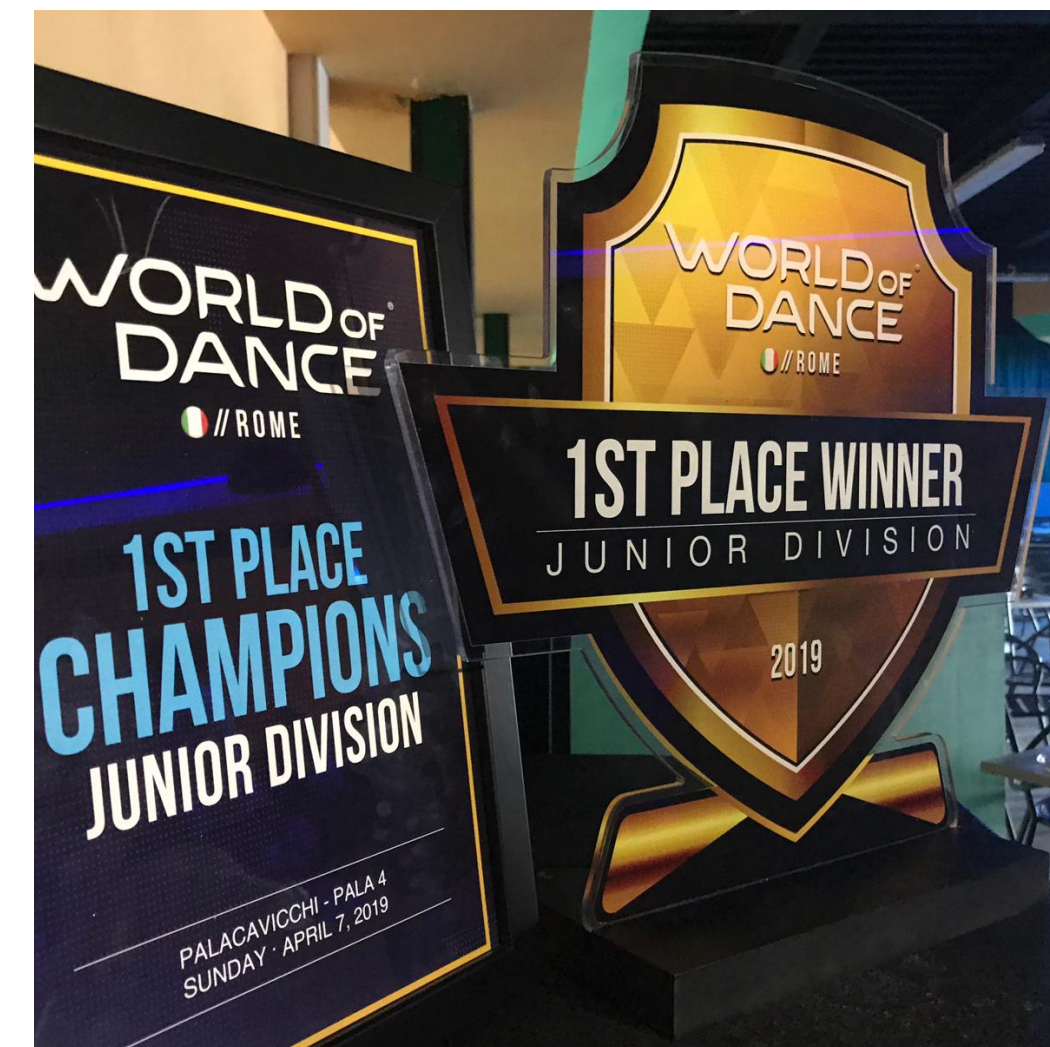 WORLD OF
DANCE
// ROME
1ST PLACE
CHAMPIONS
JUNIOR DIVISION
PALACAVICCHI - PALA 4
SUNDAY · APRIL 7, 2019
WORLD OF
DANCE
// ROME
1ST PLACE WINNER
JUNIOR DIVISION
2019